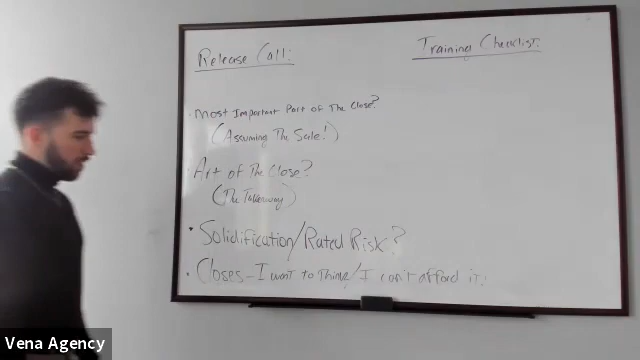 Release Call:
Training Checklist:
· Most Important Part of The Close?
(Assuming The Sale!)
Art of The Close?
(The Takeaway)
• Solidification/Rated Risk?
• Closes - I want to Think/I can't afford it!
Vena Agency